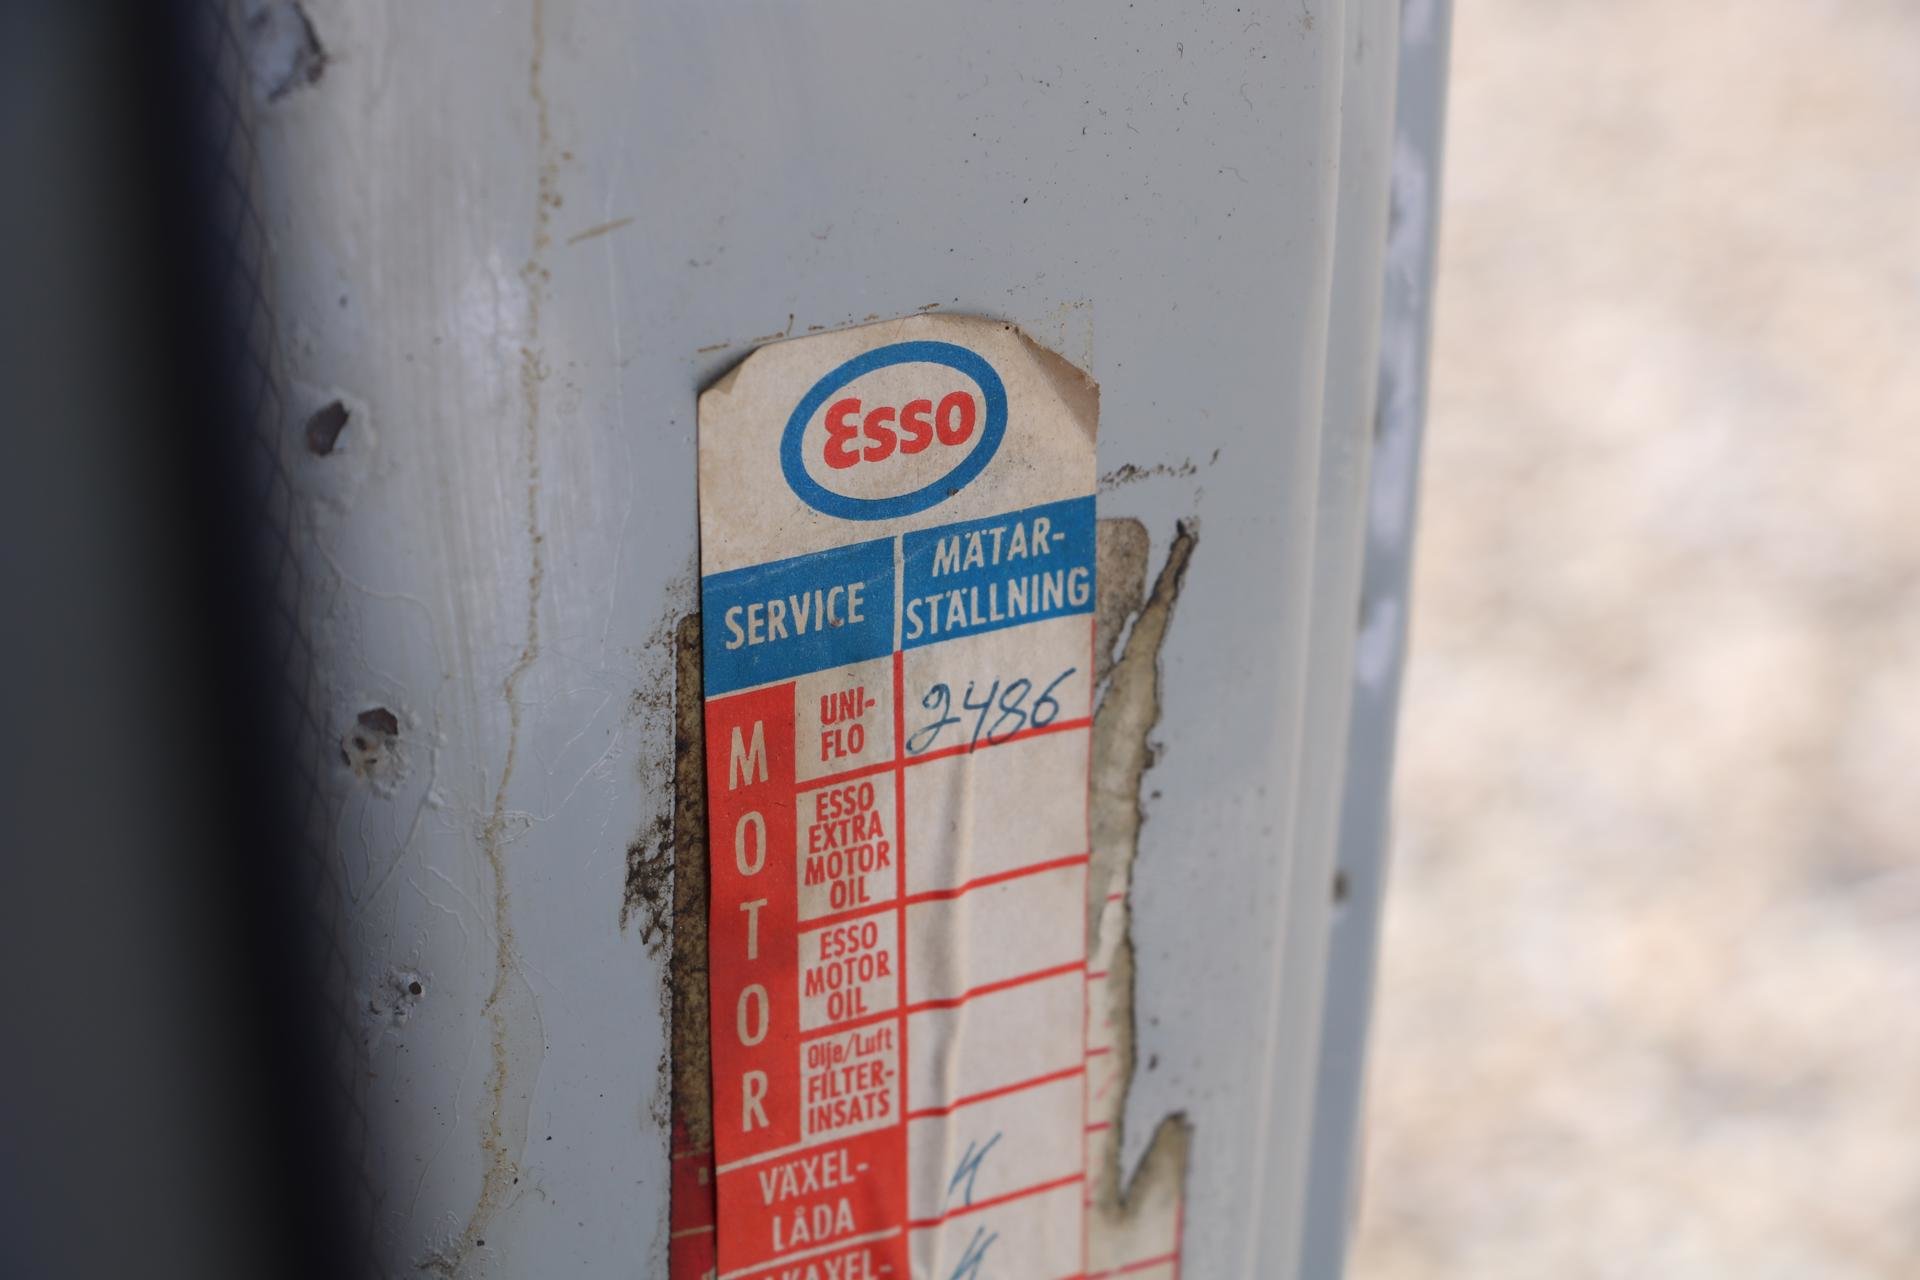 Esso
SERVICE
MÄTAR-
STÄLLNING
MOTOR
UNI-
FLO
2486
ESSO
EXTRA
MOTOR
OIL
ESSO
MOTOR
OIL
Olje/Luft
FILTER-
INSATS
VÄXEL-
LÅDA